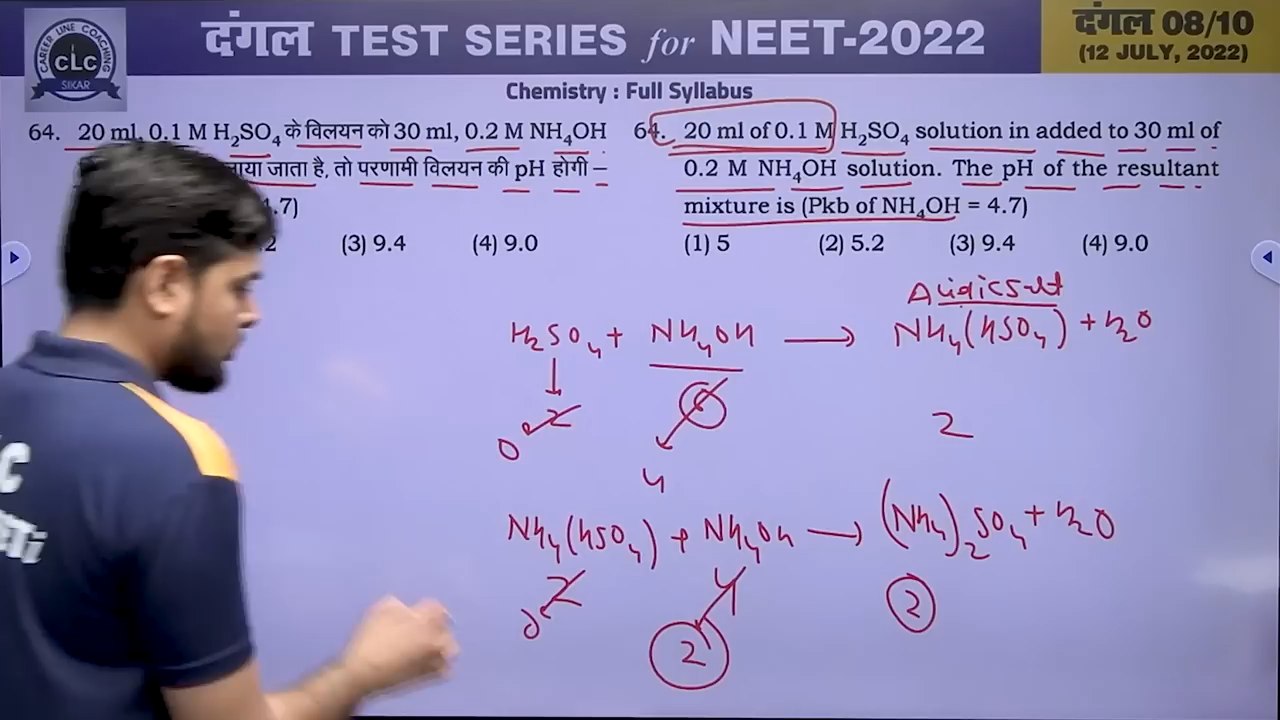 दंगल TEST SERIES for NEET-2022
दंगल 08/10
(12 JULY, 2022)
CAREER LINE COACHING
CLC
SIKAR
Chemistry : Full Syllabus
64. 20 ml, 0.1 M H₂SO₄ के विलयन को 30 ml, 0.2 M NH₄OH
जाता है, तो परणामी विलयन की pH होगी –
.7)
2 (3) 9.4 (4) 9.0
64. 20 ml of 0.1 M H₂SO₄ solution in added to 30 ml of
0.2 M NH₄OH solution. The pH of the resultant
mixture is (Pkb of NH₄OH = 4.7)
(1) 5 (2) 5.2 (3) 9.4 (4) 9.0
Acidic salt
H₂SO₄ + NH₄OH ⟶ NH₄(HSO₄) + H₂O
2 6 2
0 4
NH₄(HSO₄) + NH₄OH ⟶ (NH₄)₂SO₄ + H₂O
2 4 2
0 2